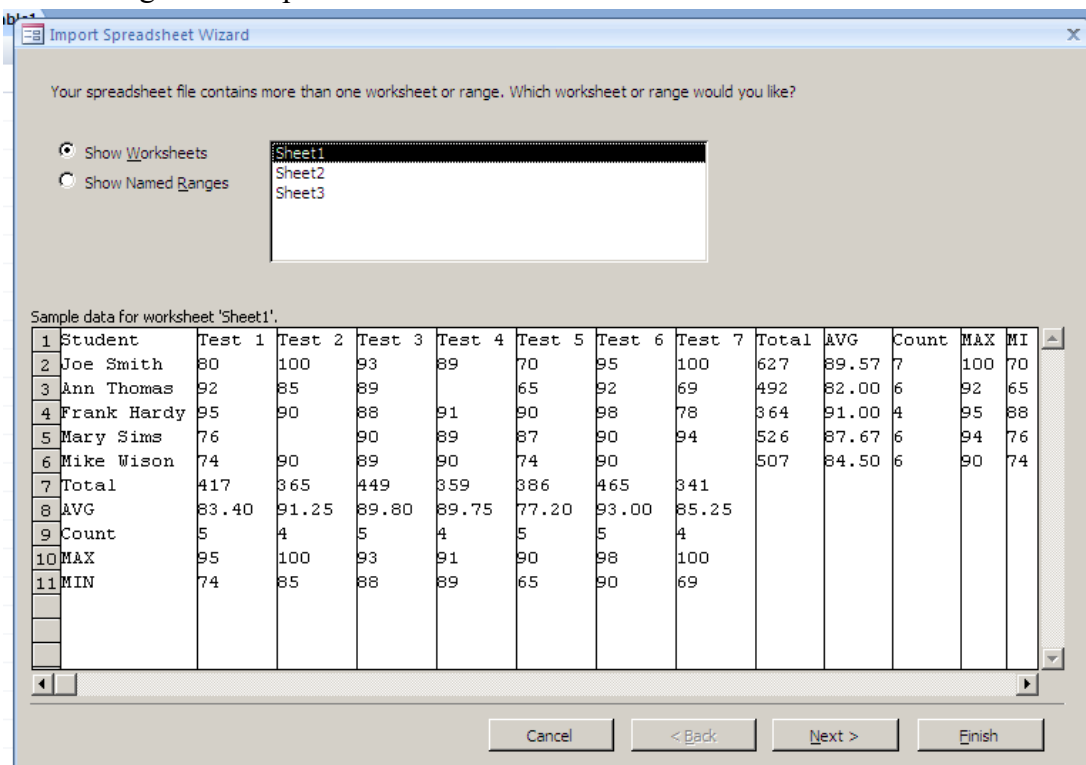 Import Spreadsheet Wizard
Your spreadsheet file contains more than one worksheet or range. Which worksheet or range would you like?
Show Worksheets
Show Named Ranges
Sheet1
Sheet2
Sheet3
Sample data for worksheet 'Sheet1'.
1 Student Test 1 Test 2 Test 3 Test 4 Test 5 Test 6 Test 7 Total AVG Count MAX MI
2 Joe Smith 80 100 93 89 70 95 100 627 89.57 7 100 70
3 Ann Thomas 92 85 89 65 92 69 492 82.00 6 92 65
4 Frank Hardy 95 90 88 91 90 98 78 364 91.00 4 95 88
5 Mary Sims 76 90 89 87 90 94 526 87.67 6 94 76
6 Mike Wison 74 90 89 90 74 90 507 84.50 6 90 74
7 Total 417 365 449 359 386 465 341
8 AVG 83.40 91.25 89.80 89.75 77.20 93.00 85.25
9 Count 5 4 5 4 5 5 4
10 MAX 95 100 93 91 90 98 100
11 MIN 74 85 88 89 65 90 69
Cancel < Back Next > Finish